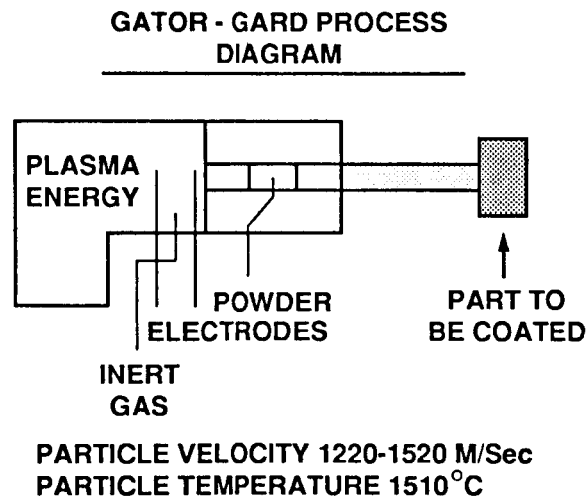 GATOR - GARD PROCESS
DIAGRAM
PLASMA
ENERGY
POWDER
ELECTRODES
PART TO
BE COATED
INERT
GAS
PARTICLE VELOCITY 1220-1520 M/Sec
PARTICLE TEMPERATURE 1510°C